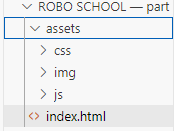 ROBO SCHOOL — part
assets
css
img
js
<> index.html